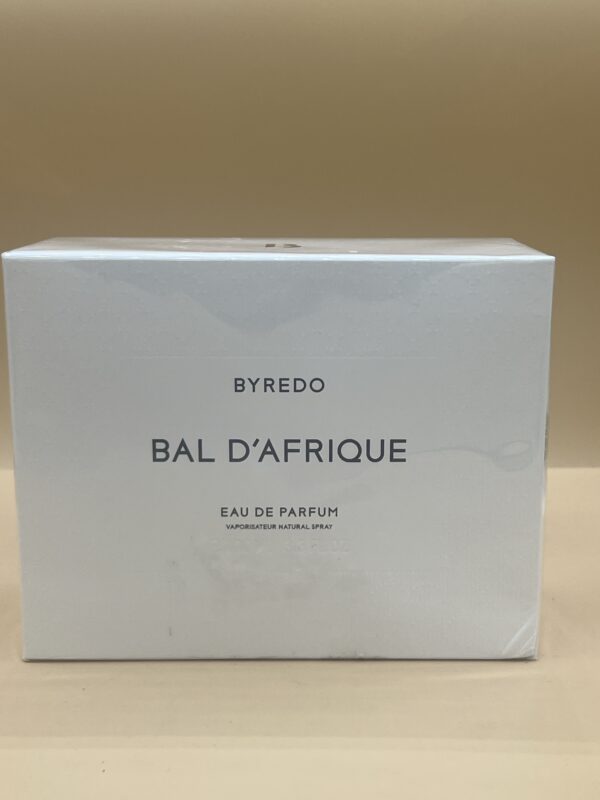 BYREDO
BAL D'AFRIQUE
EAU DE PARFUM
VAPORISATEUR NATURAL SPRAY